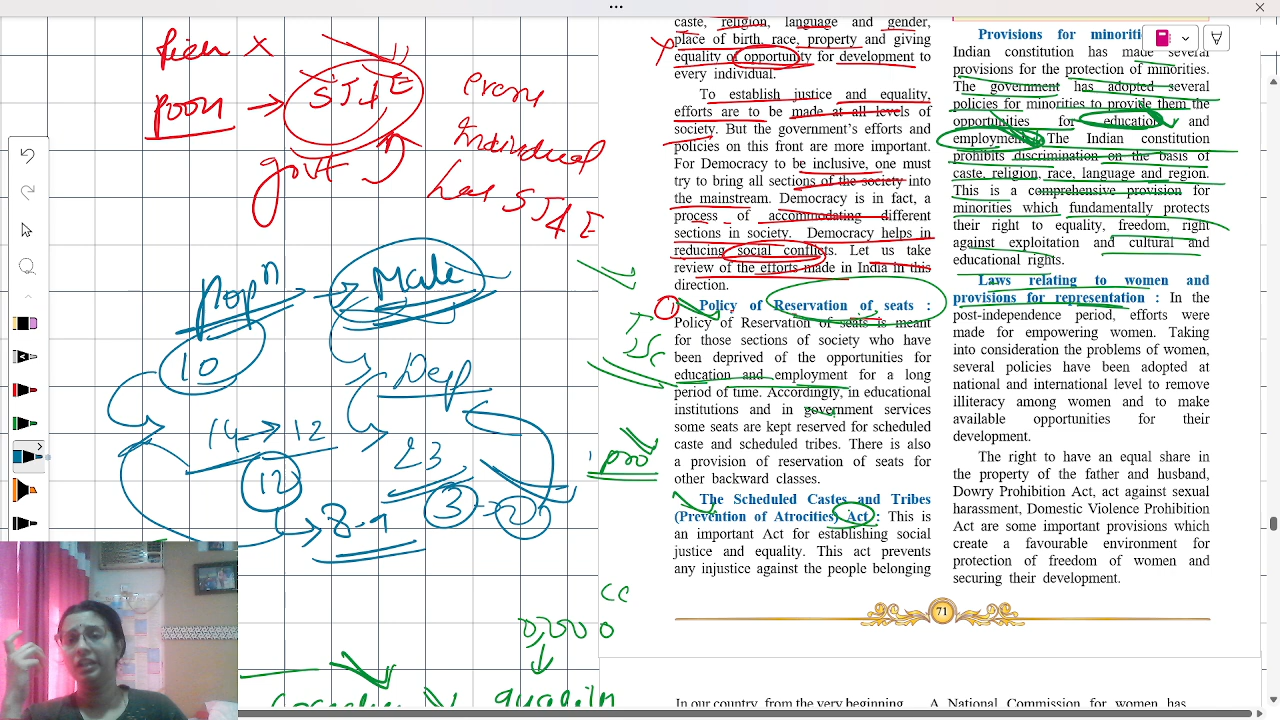 poor
SJ & E
govt
every
individual
has SJ & E
popn
Male
10
14 → 12
12
8-9
23
3 → 2
caste, religion, language and gender,
place of birth, race, property and giving
equality of opportunity for development to
every individual.
To establish justice and equality,
efforts are to be made at all levels of
society. But the government's efforts and
policies on this front are more important.
For Democracy to be inclusive, one must
try to bring all sections of the society into
the mainstream. Democracy is in fact, a
process of accommodating different
sections in society. Democracy helps in
reducing social conflicts. Let us take
review of the efforts made in India in this
direction.
1
Policy of Reservation of seats :
Policy of Reservation of seats is meant
for those sections of society who have
been deprived of the opportunities for
education and employment for a long
period of time. Accordingly, in educational
institutions and in government services
some seats are kept reserved for scheduled
caste and scheduled tribes. There is also
a provision of reservation of seats for
other backward classes.
pro
The Scheduled Castes and Tribes
(Prevention of Atrocities) Act : This is
an important Act for establishing social
justice and equality. This act prevents
any injustice against the people belonging
Provisions for
Indian constitution has made several
provisions for the protection of minorities.
The government has adopted several
policies for minorities to provide them the
opportunities for education and
employment. The Indian constitution
prohibits discrimination on the basis of
caste, religion, race, language and region.
This is a comprehensive provision for
minorities which fundamentally protects
their right to equality, freedom, right
against exploitation and cultural and
educational rights.
Laws relating to women and
provisions for representation : In the
post-independence period, efforts were
made for empowering women. Taking
into consideration the problems of women,
several policies have been adopted at
national and international level to remove
illiteracy among women and to make
available opportunities for their
development.
The right to have an equal share in
the property of the father and husband,
Dowry Prohibition Act, act against sexual
harassment, Domestic Violence Prohibition
Act are some important provisions which
create a favourable environment for
protection of freedom of women and
securing their development.
71
In our country, from the very beginning
A National Commission for women has